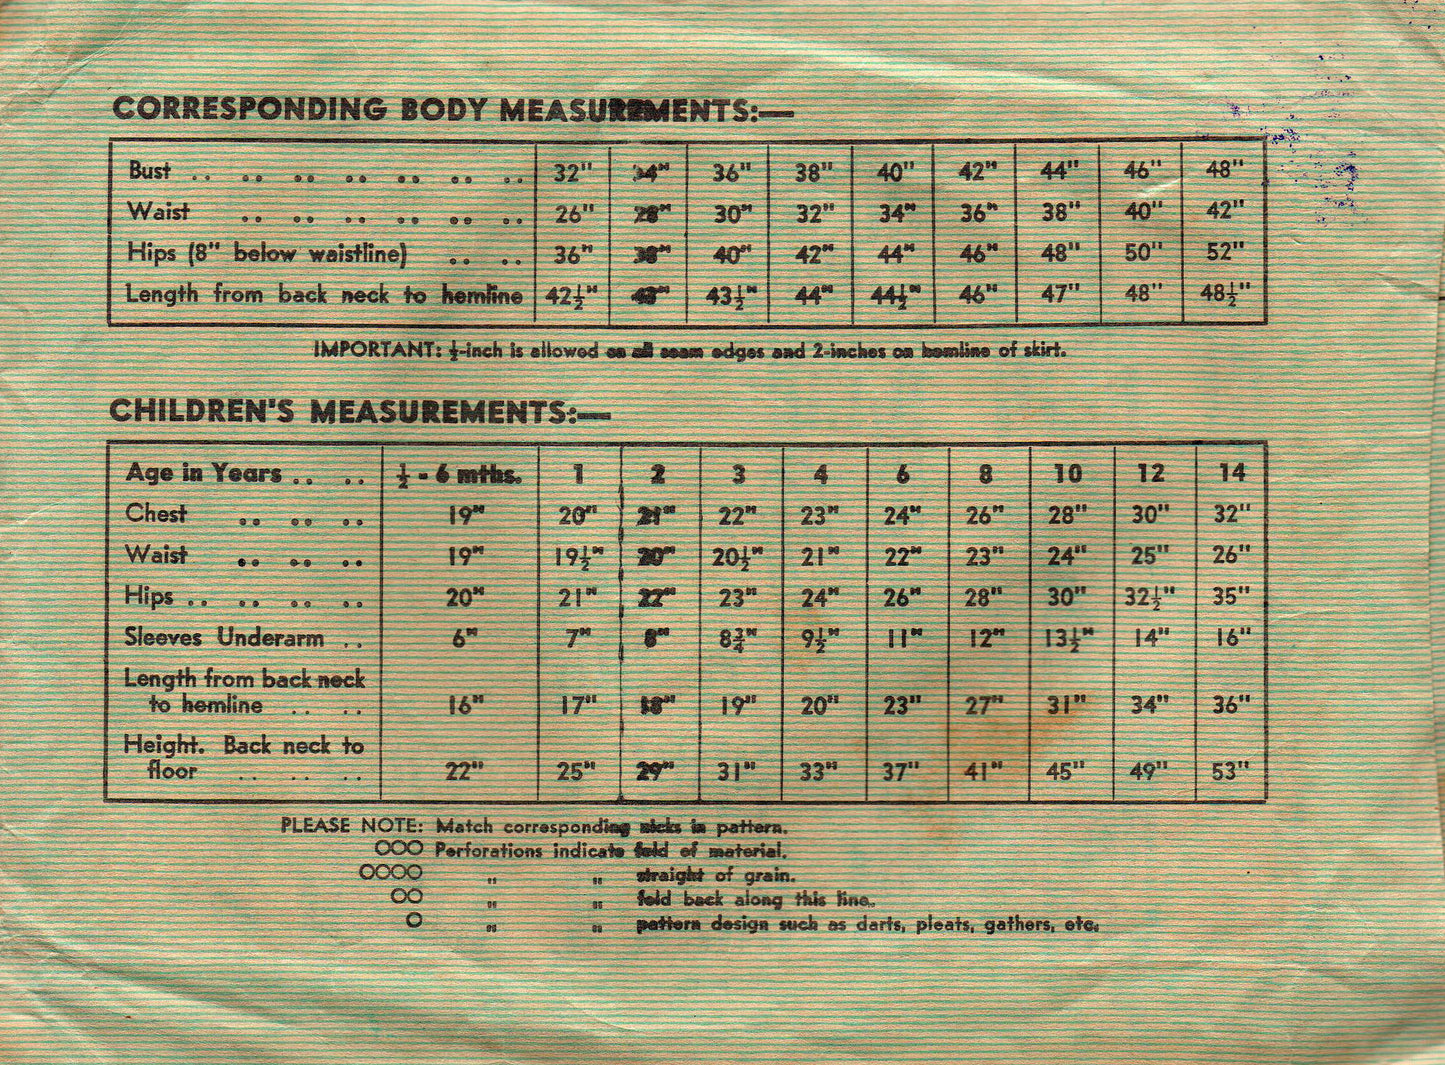 CORRESPONDING BODY MEASUREMENTS:—
Bust .. .. .. .. .. .. .. 32" 34" 36" 38" 40" 42" 44" 46" 48"
Waist .. .. .. .. .. .. 26" 28" 30" 32" 34" 36" 38" 40" 42"
Hips (8" below waistline) .. .. 36" 38" 40" 42" 44" 46" 48" 50" 52"
Length from back neck to hemline 42½" 43" 43½" 44" 44½" 46" 47" 48" 48½"
IMPORTANT: ½-inch is allowed on all seam edges and 2-inches on hemline of skirt.
CHILDREN'S MEASUREMENTS:—
Age in Years .. .. ½ - 6 mths. 1 2 3 4 6 8 10 12 14
Chest .. .. .. 19" 20" 21" 22" 23" 24" 26" 28" 30" 32"
Waist .. .. .. 19" 19½" 20" 20½" 21" 22" 23" 24" 25" 26"
Hips .. .. .. .. 20" 21" 22" 23" 24" 26" 28" 30" 32½" 35"
Sleeves Underarm .. 6" 7" 8" 8¾" 9½" 11" 12" 13½" 14" 16"
Length from back neck
to hemline .. .. 16" 17" 18" 19" 20" 23" 27" 31" 34" 36"
Height. Back neck to
floor .. .. .. 22" 25" 29" 31" 33" 37" 41" 45" 49" 53"
PLEASE NOTE: Match corresponding nicks in pattern.
OOO Perforations indicate fold of material.
OOOO " " straight of grain.
OO " " fold back along this line.
O " " pattern design such as darts, pleats, gathers, etc.